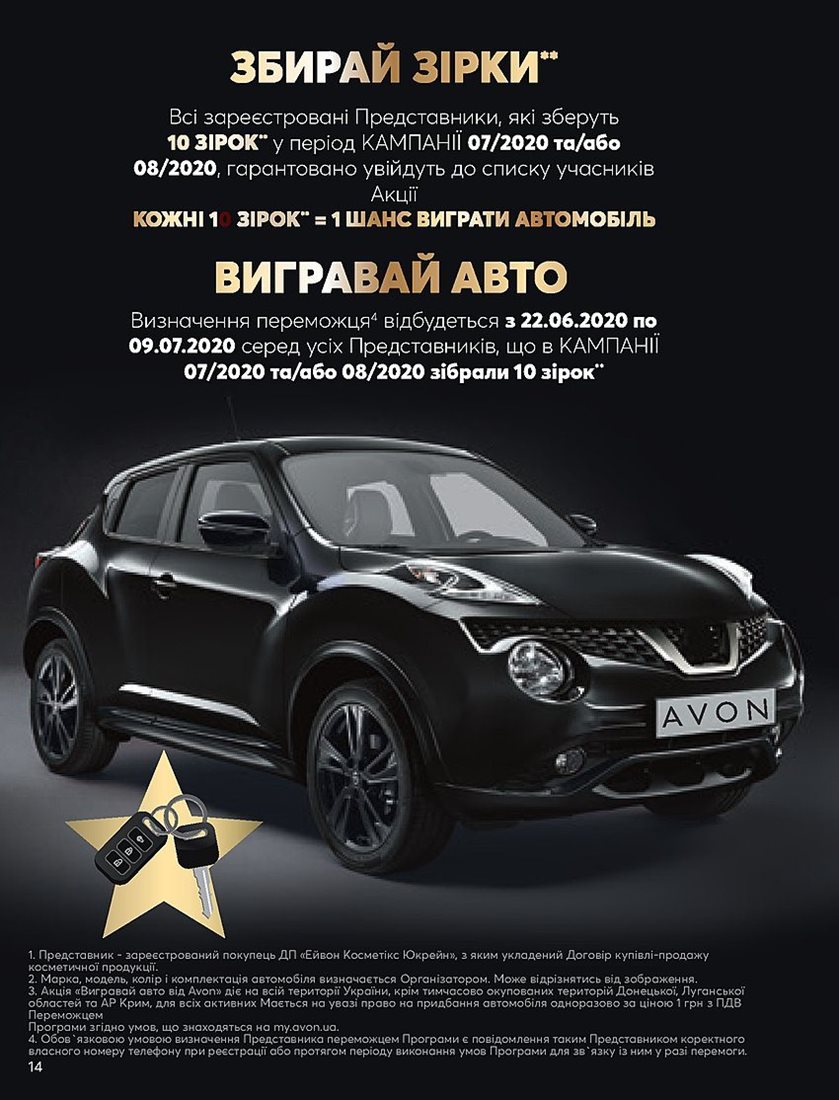 ЗБИРАЙ ЗІРКИ**
Всі зареєстровані Представники, які зберуть
10 ЗІРОК** у період КАМПАНІЇ 07/2020 та/або
08/2020, гарантовано увійдуть до списку учасників
Акції
КОЖНІ 10 ЗІРОК** = 1 ШАНС ВИГРАТИ АВТОМОБІЛЬ
ВИГРАВАЙ АВТО
Визначення переможця⁴ відбудеться з 22.06.2020 по
09.07.2020 серед усіх Представників, що в КАМПАНІЇ
07/2020 та/або 08/2020 зібрали 10 зірок**
AVON
1. Представник - зареєстрований покупець ДП «Ейвон Косметікс Юкрейн», з яким укладений Договір купівлі-продажу
косметичної продукції.
2. Марка, модель, колір і комплектація автомобіля визначається Організатором. Може відрізнятись від зображення.
3. Акція «Вигравай авто від Avon» діє на всій території України, крім тимчасово окупованих територій Донецької, Луганської
областей та АР Крим, для всіх активних Мається на увазі право на придбання автомобіля одноразово за ціною 1 грн з ПДВ
Переможцем
Програми згідно умов, що знаходяться на my.avon.ua.
4. Обов`язковою умовою визначення Представника переможцем Програми є повідомлення таким Представником коректного
власного номеру телефону при реєстрації або протягом періоду виконання умов Програми для зв`язку із ним у разі перемоги.
14